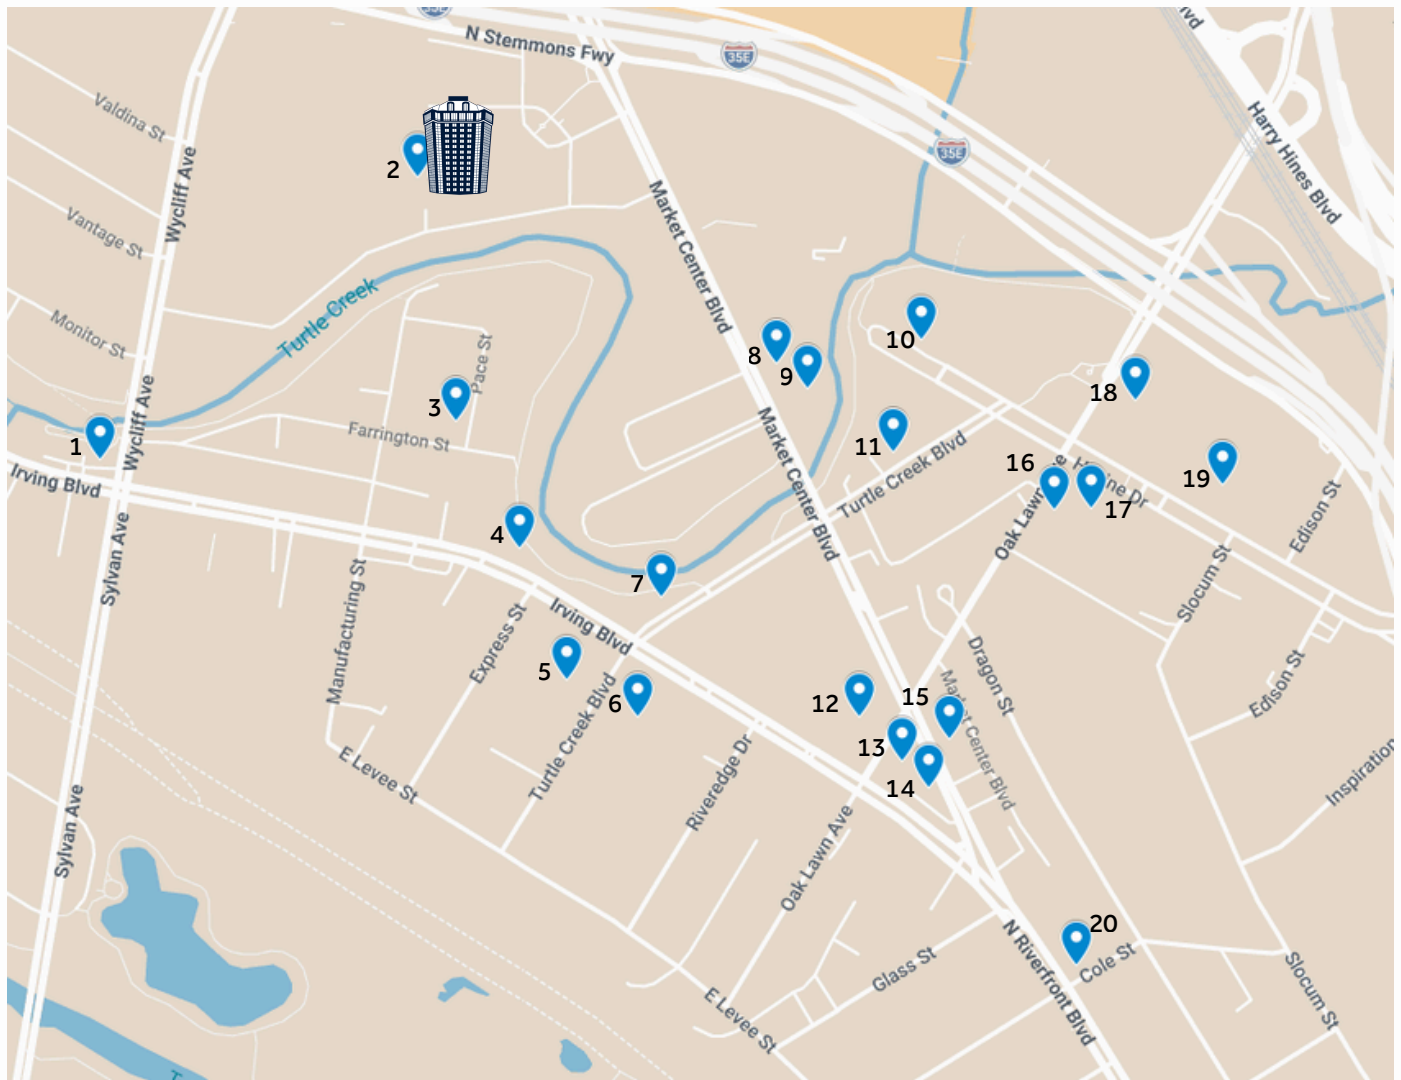 35E
N Stemmons Fwy
35E
35E
Harry Hines Blvd
Valdina St
Wycliff Ave
2
Vantage St
Market Center Blvd
Turtle Creek
Monitor St
Pace St
8
9
10
18
3
1
Wycliff Ave
Farrington St
Irving Blvd
Market Center Blvd
11
Turtle Creek Blvd
16
17
19
Oak Lawn
ine Dr
Edison St
4
Sylvan Ave
Manufacturing St
7
Slocum St
Express St
Irving Blvd
5
6
Turtle Creek Blvd
Dragon St
Edison St
12
15
13
14
Market Center Blvd
E Levee St
Riveredge Dr
Inspiration
Sylvan Ave
Oak Lawn Ave
20
Cole St
N Riverfront Blvd
Glass St
Slocum St
E Levee St